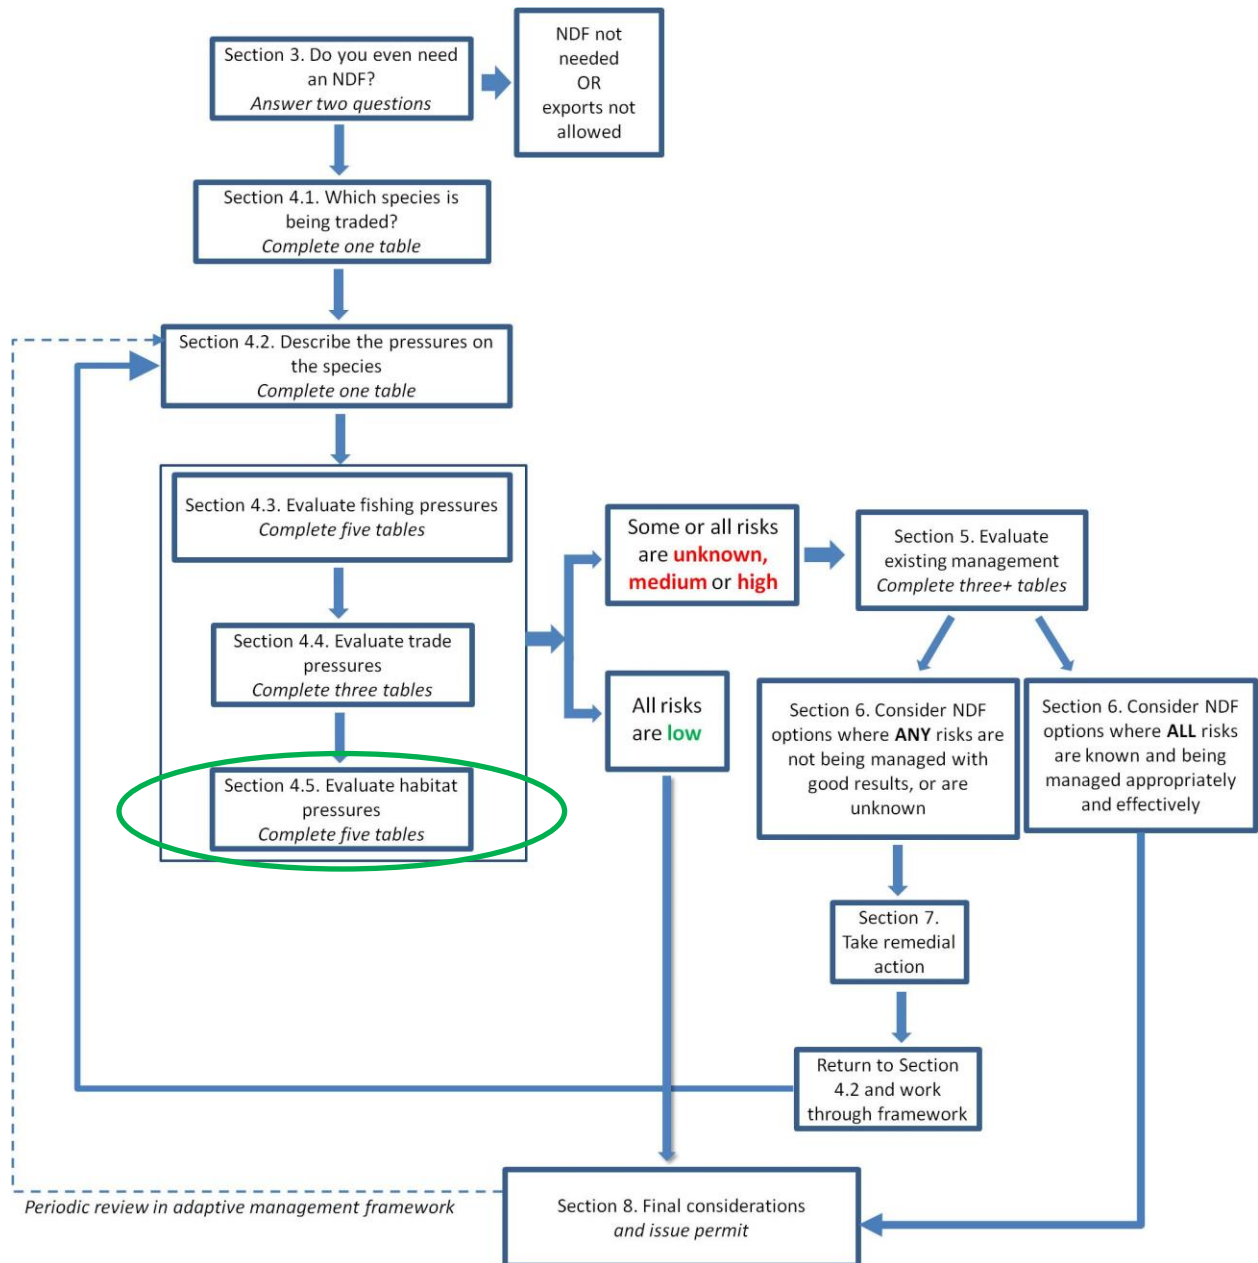 Section 3. Do you even need
an NDF?
Answer two questions
NDF not
needed
OR
exports not
allowed
Section 4.1. Which species is
being traded?
Complete one table
Section 4.2. Describe the pressures on
the species
Complete one table
Section 4.3. Evaluate fishing pressures
Complete five tables
Section 4.4. Evaluate trade
pressures
Complete three tables
Section 4.5. Evaluate habitat
pressures
Complete five tables
Some or all risks
are unknown,
medium or high
All risks
are low
Section 5. Evaluate
existing management
Complete three+ tables
Section 6. Consider NDF
options where ANY risks are
not being managed with
good results, or are
unknown
Section 6. Consider NDF
options where ALL risks
are known and being
managed appropriately
and effectively
Section 7.
Take remedial
action
Return to Section
4.2 and work
through framework
Periodic review in adaptive management framework
Section 8. Final considerations
and issue permit